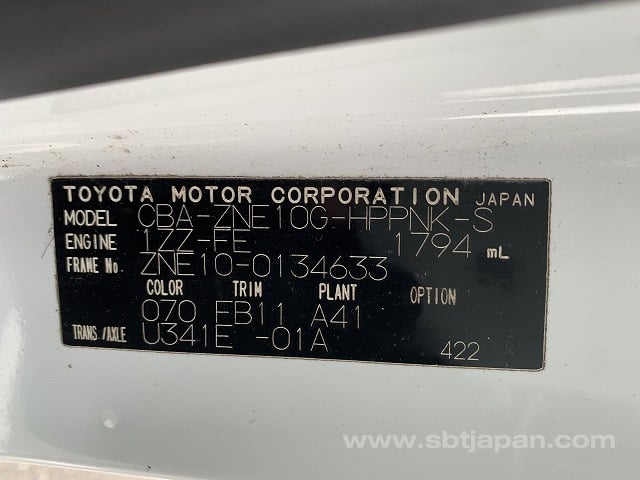 TOYOTA MOTOR CORPORATION JAPAN
MODEL CBA-ZNE10G-HPPNK-S
ENGINE 1ZZ-FE 1794 mL
FRAME No. ZNE10-0134633
COLOR TRIM PLANT OPTION
070 FB11 A41
TRANS./AXLE U341E -01A
422
www.sbtjapan.com